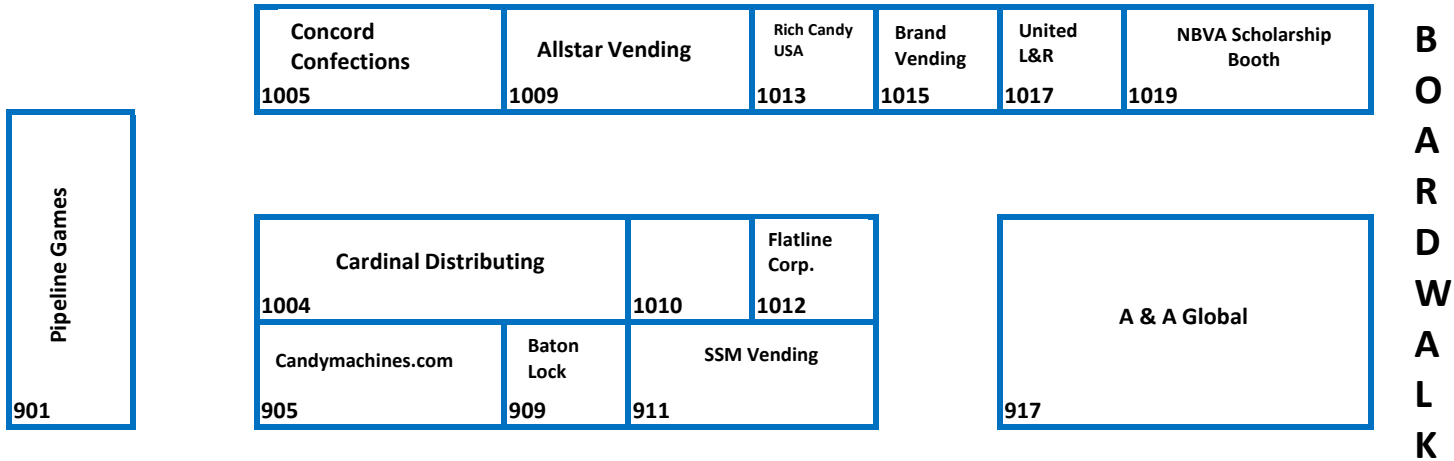 Concord
Confections
1005
Allstar Vending
1009
Rich Candy
USA
1013
Brand
Vending
1015
United
L&R
1017
NBVA Scholarship
Booth
1019
Pipeline Games
901
Cardinal Distributing
1004
1010
Flatline
Corp.
1012
Candymachines.com
905
Baton
Lock
909
SSM Vending
911
A & A Global
917
B
O
A
R
D
W
A
L
K